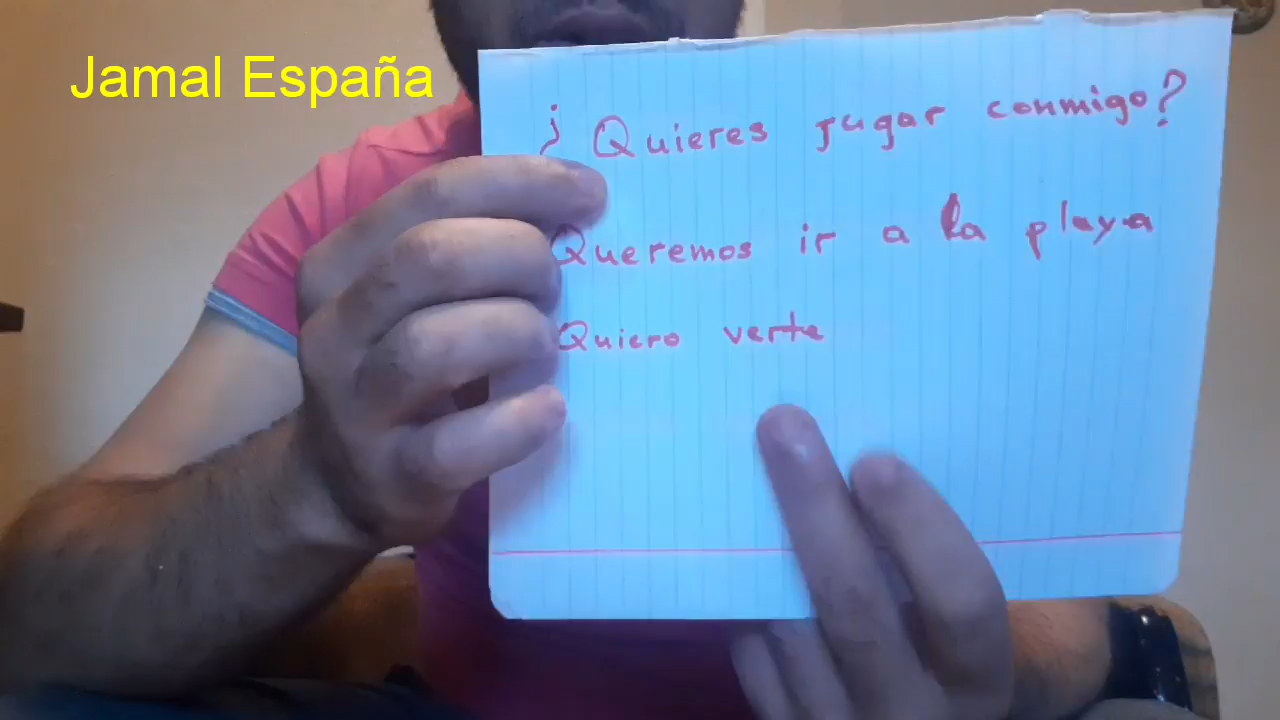 Jamal España
¿Quieres jugar conmigo?
Queremos ir a la playa
Quiero verte